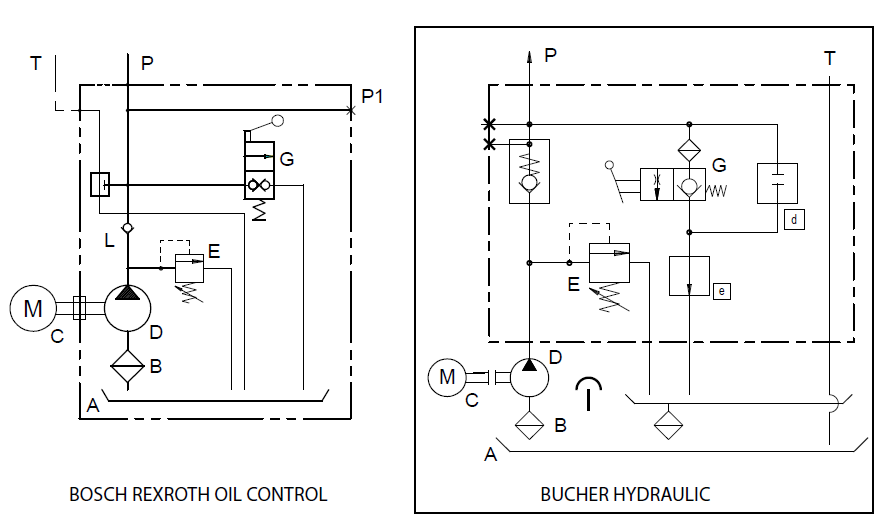 T
P
P1
G
L
E
M
C
D
B
A
BOSCH REXROTH OIL CONTROL
P
T
G
d
E
e
D
M
C
B
A
BUCHER HYDRAULIC